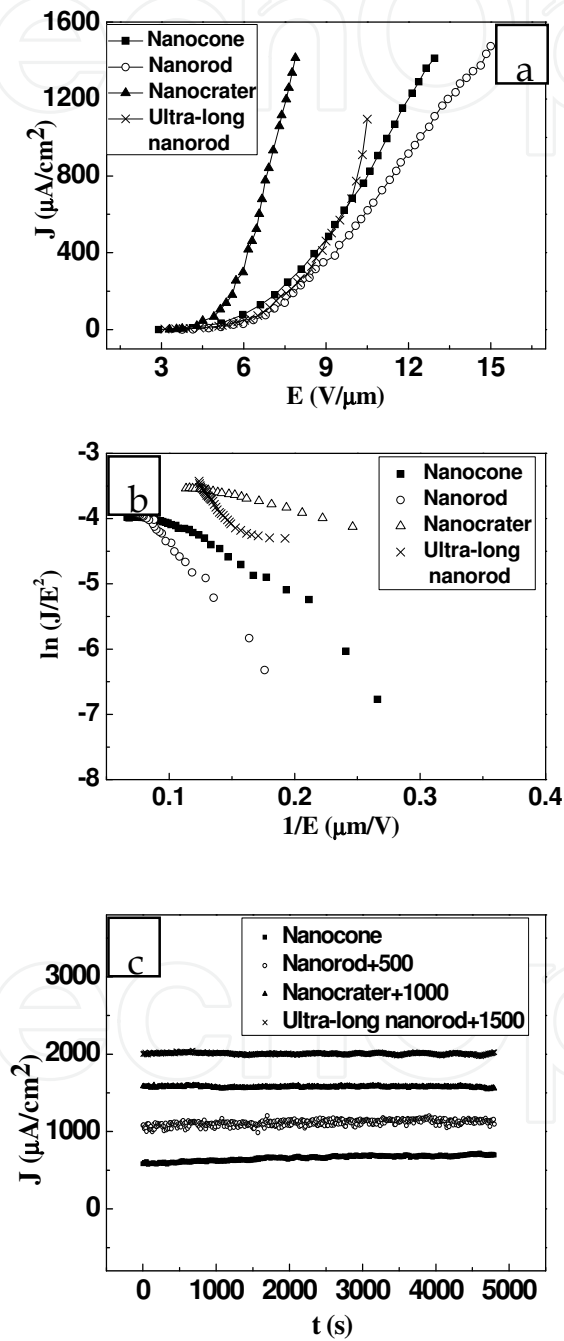 echnop
1600
1200
800
400
0
J (μA/cm²)
Nanocone
Nanorod
Nanocrater
Ultra-long
nanorod
a
3 6 9 12 15
E (V/μm)
-3
-4
-5
-6
-7
-8
ln (J/E²)
b
Nanocone
Nanorod
Nanocrater
Ultra-long
nanorod
0.1 0.2 0.3 0.4
1/E (μm/V)
echnop
c
Nanocone
Nanorod+500
Nanocrater+1000
Ultra-long nanorod+1500
3000
2000
1000
0
J (μA/cm²)
0 1000 2000 3000 4000 5000
t (s)